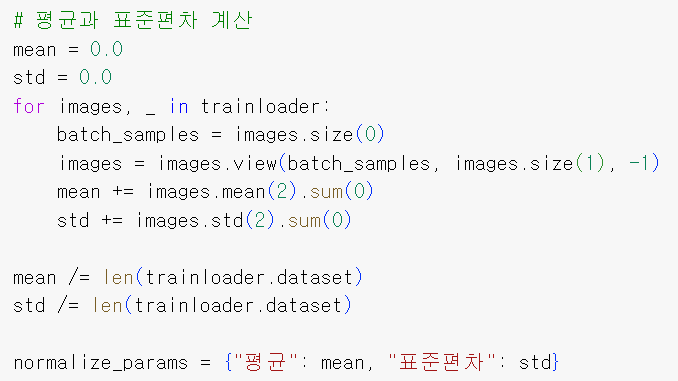 # 평균과 표준편차 계산
mean = 0.0
std = 0.0
for images, _ in trainloader:
    batch_samples = images.size(0)
    images = images.view(batch_samples, images.size(1), -1)
    mean += images.mean(2).sum(0)
    std += images.std(2).sum(0)

mean /= len(trainloader.dataset)
std /= len(trainloader.dataset)

normalize_params = {"평균": mean, "표준편차": std}